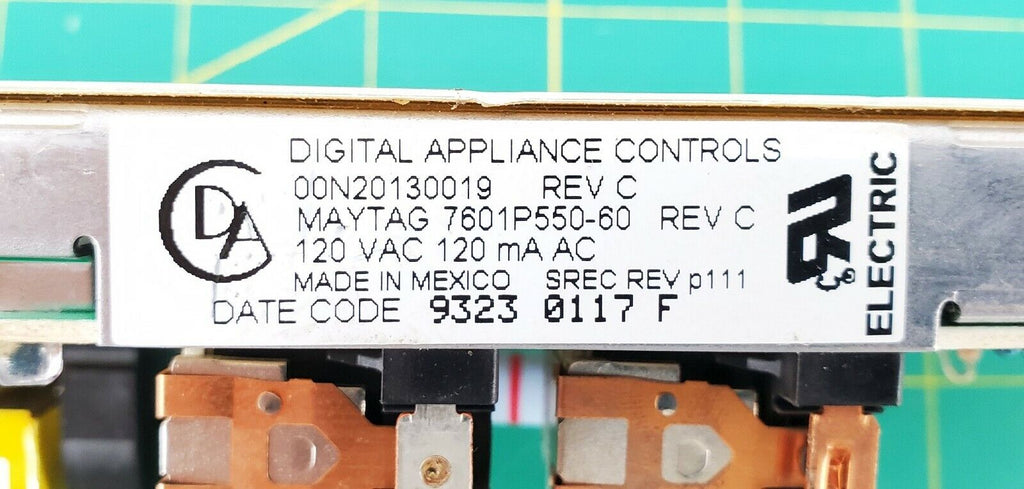 DIGITAL APPLIANCE CONTROLS
DA
00N20130019 REV C
MAYTAG 7601P550-60 REV C
120 VAC 120 mA AC
MADE IN MEXICO SREC REV p111
DATE CODE 9323 0117 F
ELECTRIC